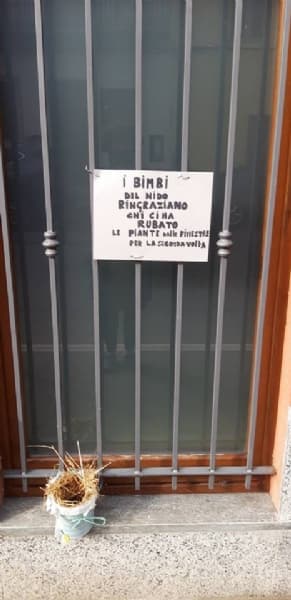 I BIMBI
DEL NIDO
RINGRAZIANO
CHI CI HA
RUBATO
LE PIANTE DALLE FINESTRE
PER LA SECONDA VOLTA